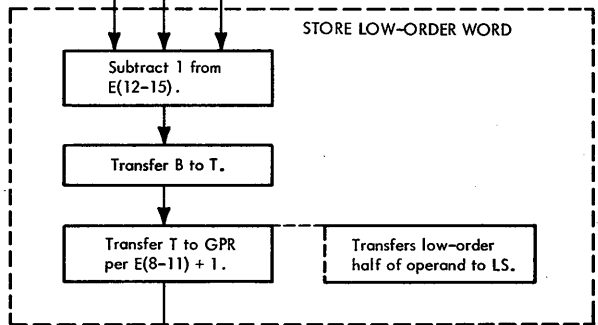 STORE LOW-ORDER WORD
Subtract 1 from
E(12-15).
Transfer B to T.
Transfer T to GPR
per E(8-11) + 1.
Transfers low-order
half of operand to LS.